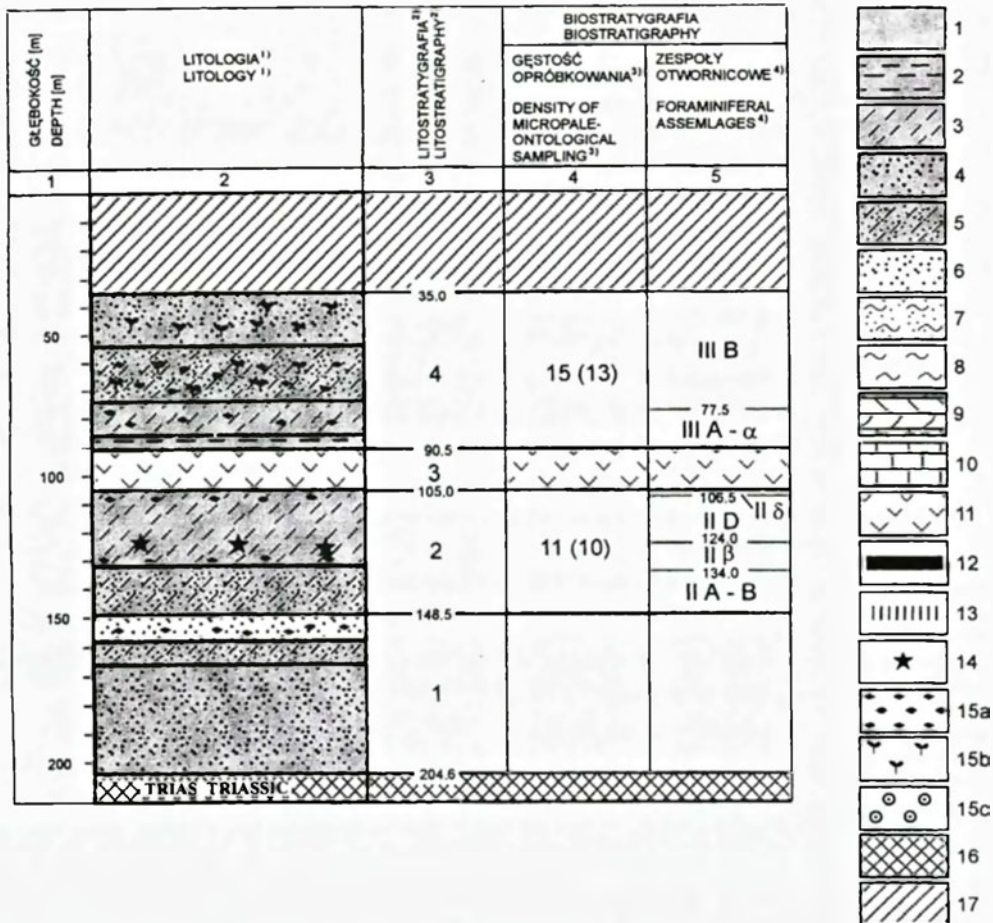 GŁEBOKOŚĆ [m]
DEPTH [m]
LITOLOGIA 1)
LITOLOGY 1)
LITOSTRATYGRAFIA 2)
LITOSTRATIGRAPHY 2)
BIOSTRATYGRAFIA
BIOSTRATIGRAPHY
GĘSTOŚĆ
OPRÓBKOWANIA 3)
DENSITY OF
MICROPALE-
ONTOLOGICAL
SAMPLING 3)
ZESPOŁY
OTWORNICOWE 4)
FORAMINIFERAL
ASSEMLAGES 4)
1 2 3 4 5
35.0
50
III B
4
15 (13)
77.5
III A - α
90.5
100
3
105.0
106.5
II δ
II D
124.0
2
11 (10)
II β
134.0
II A - B
148.5
150
1
200
204.6
TRIAS TRIASSIC
1
2
3
4
5
6
7
8
9
10
11
12
13
14
15a
15b
15c
16
17